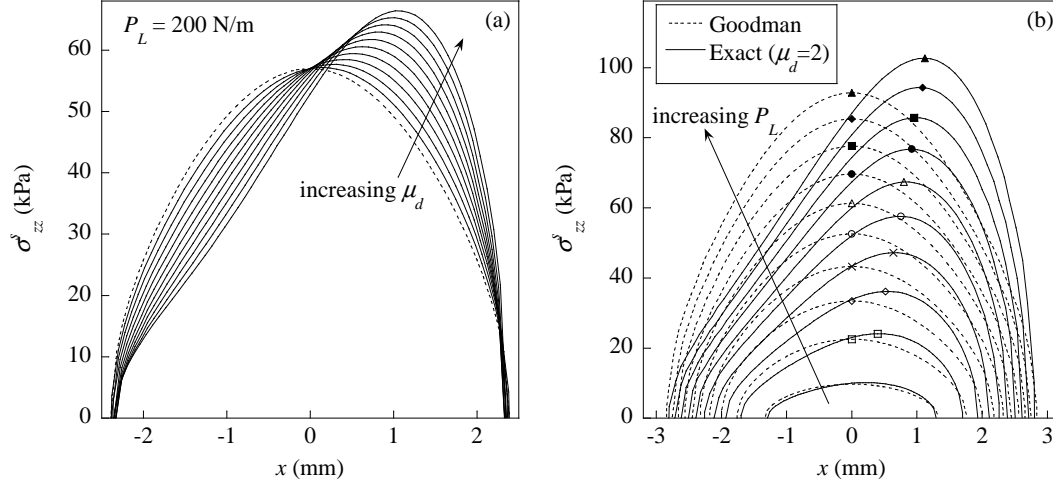 (a)
P_L = 200 N/m
60
50
40
30
20
10
0
increasing μ_d
σ^s_zz (kPa)
-2
-1
0
1
2
x (mm)
(b)
Goodman
Exact (μ_d=2)
increasing P_L
100
80
60
40
20
0
σ^s_zz (kPa)
-3
-2
-1
0
1
2
3
x (mm)